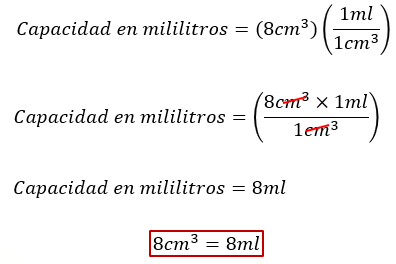 Capacidad en mililitros = (8cm³) (1ml / 1cm³)
Capacidad en mililitros = (8cm³ × 1ml / 1cm³)
Capacidad en mililitros = 8ml
8cm³ = 8ml